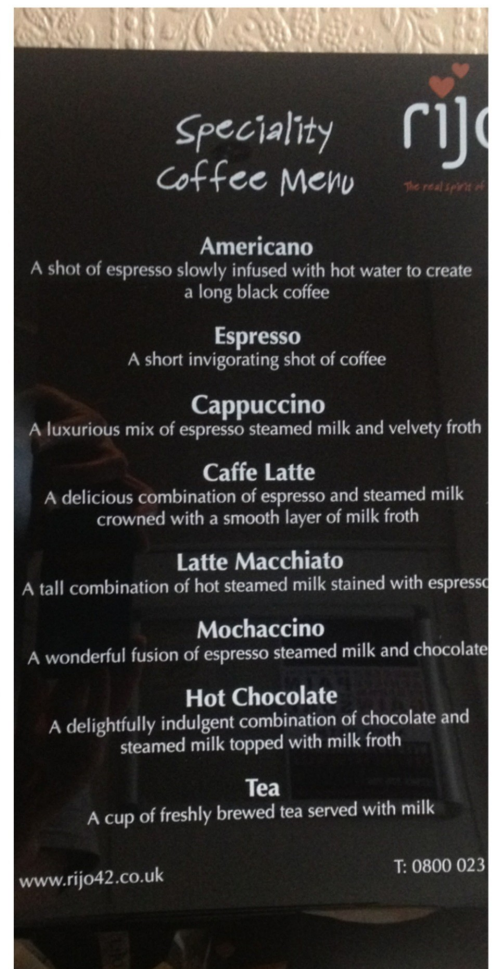 Speciality
Coffee Menu
rijo
The real spirit of
Americano
A shot of espresso slowly infused with hot water to create
a long black coffee
Espresso
A short invigorating shot of coffee
Cappuccino
A luxurious mix of espresso steamed milk and velvety froth
Caffe Latte
A delicious combination of espresso and steamed milk
crowned with a smooth layer of milk froth
Latte Macchiato
A tall combination of hot steamed milk stained with espresso
Mochaccino
A wonderful fusion of espresso steamed milk and chocolate
Hot Chocolate
A delightfully indulgent combination of chocolate and
steamed milk topped with milk froth
Tea
A cup of freshly brewed tea served with milk
www.rijo42.co.uk
T: 0800 023